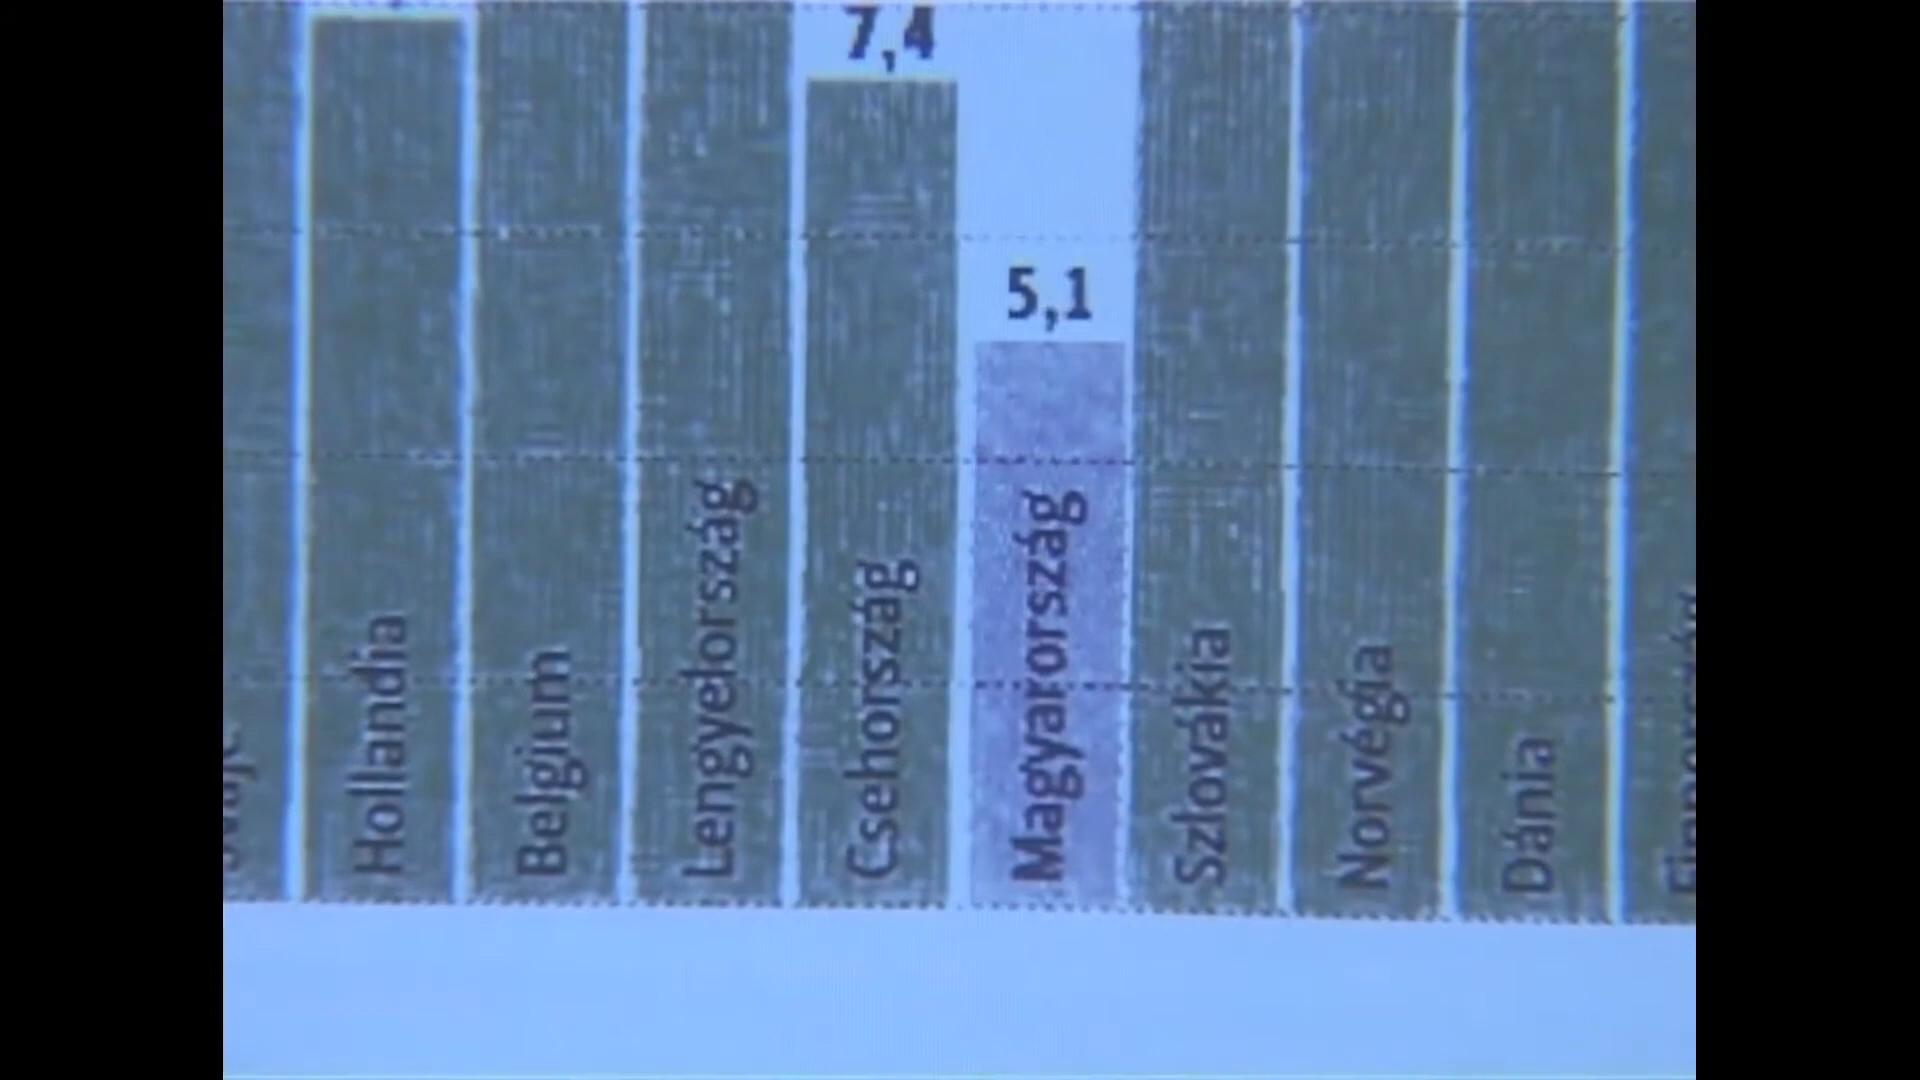 7,4
5,1
Hollandia
Belgium
Lengyelország
Csehország
Magyarország
Szlovákia
Norvégia
Dánia